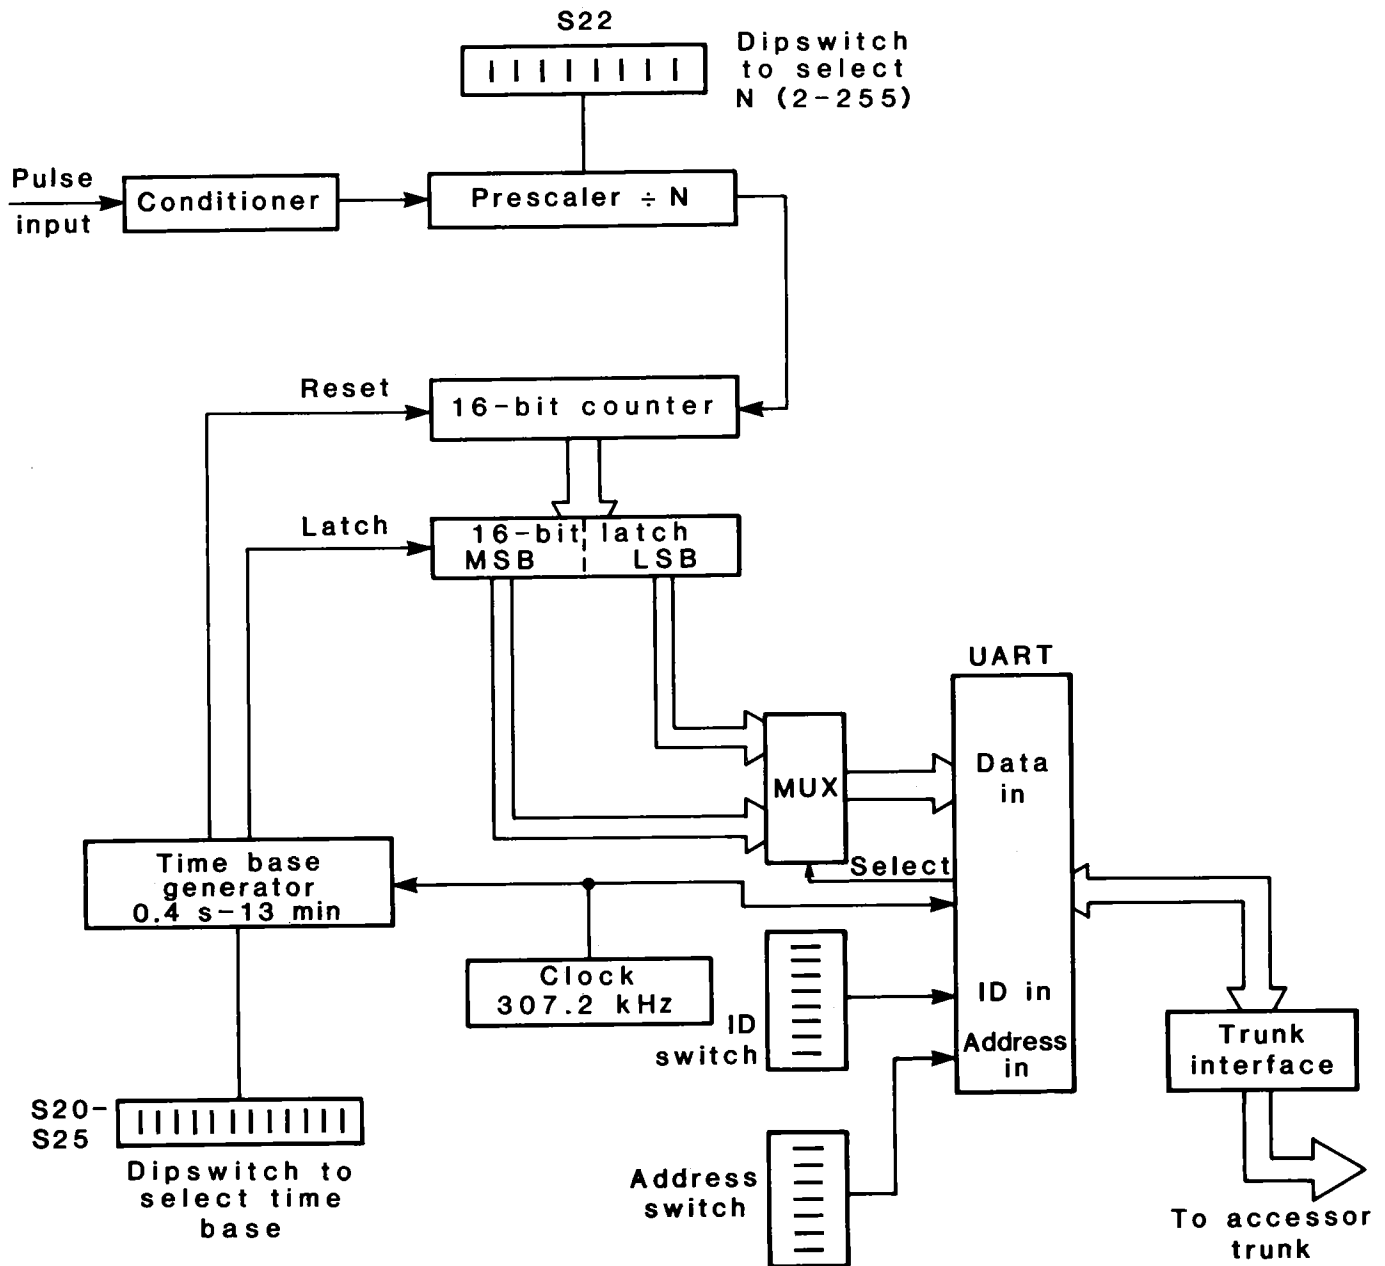 S22
Dipswitch
to select
N (2-255)
Pulse
input
Conditioner
Prescaler ÷ N
Reset
16-bit counter
Latch
16-bit latch
MSB LSB
UART
Data
in
MUX
Select
Time base
generator
0.4 s-13 min
Clock
307.2 kHz
ID
switch
ID in
Address
in
Trunk
interface
S20-
S25
Dipswitch to
select time
base
Address
switch
To accessor
trunk